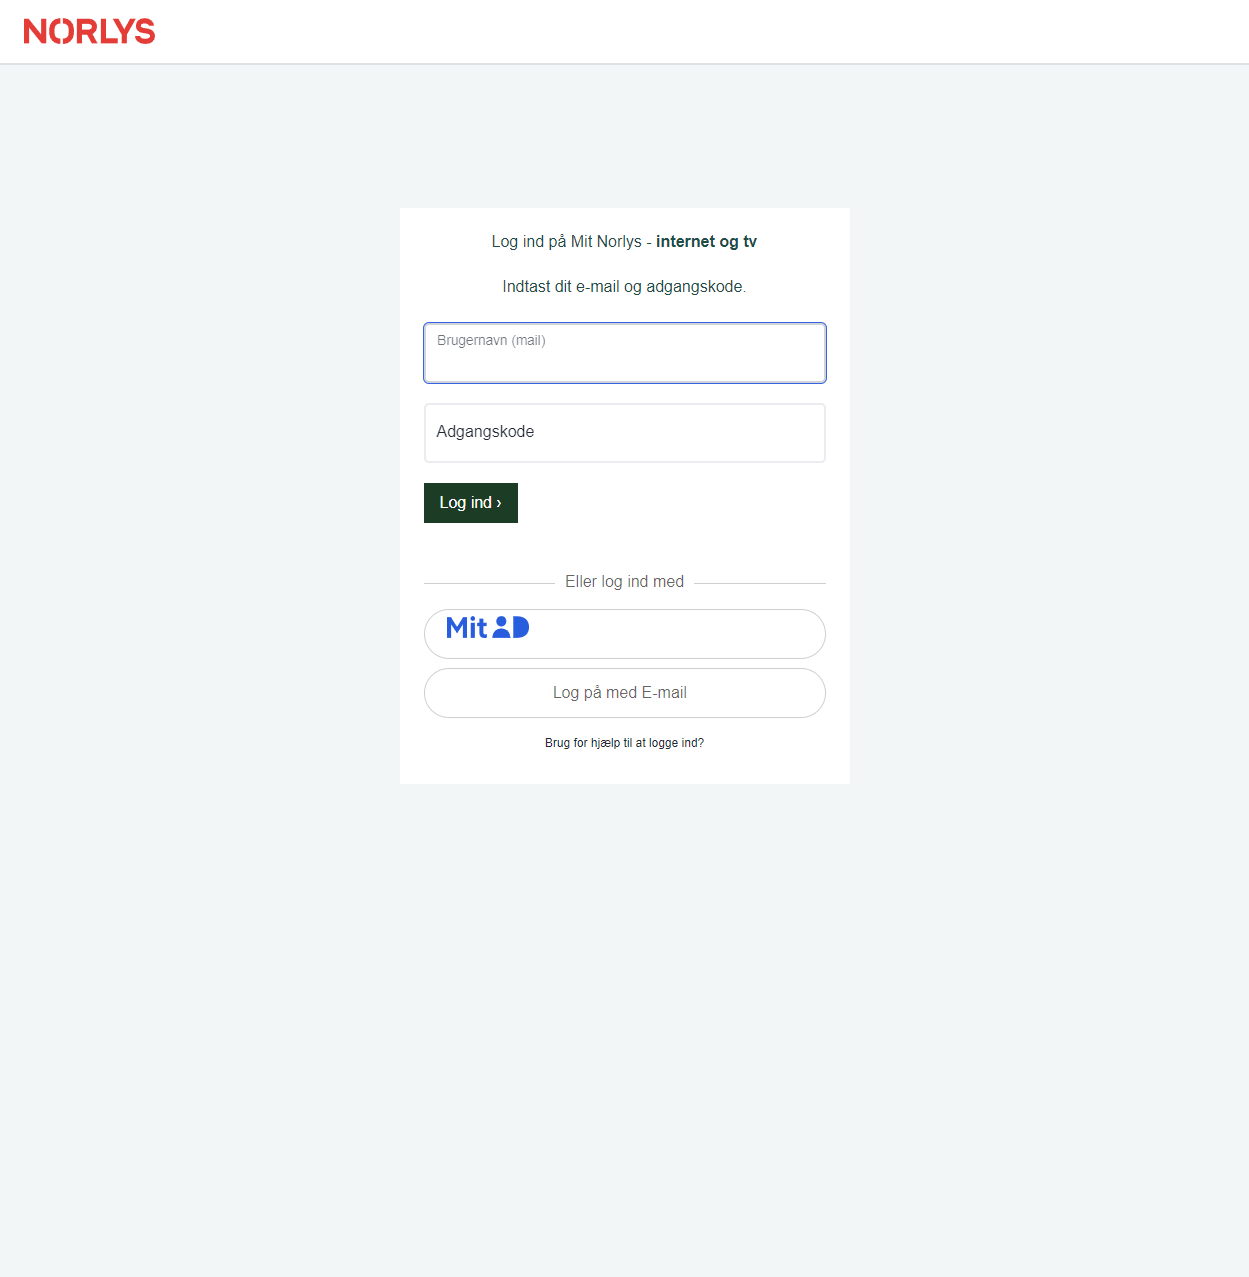 NORLYS
Log ind på Mit Norlys - internet og tv
Indtast dit e-mail og adgangskode.
Brugernavn (mail)
Adgangskode
Log ind ›
Eller log ind med
Mit D
Log på med E-mail
Brug for hjælp til at logge ind?